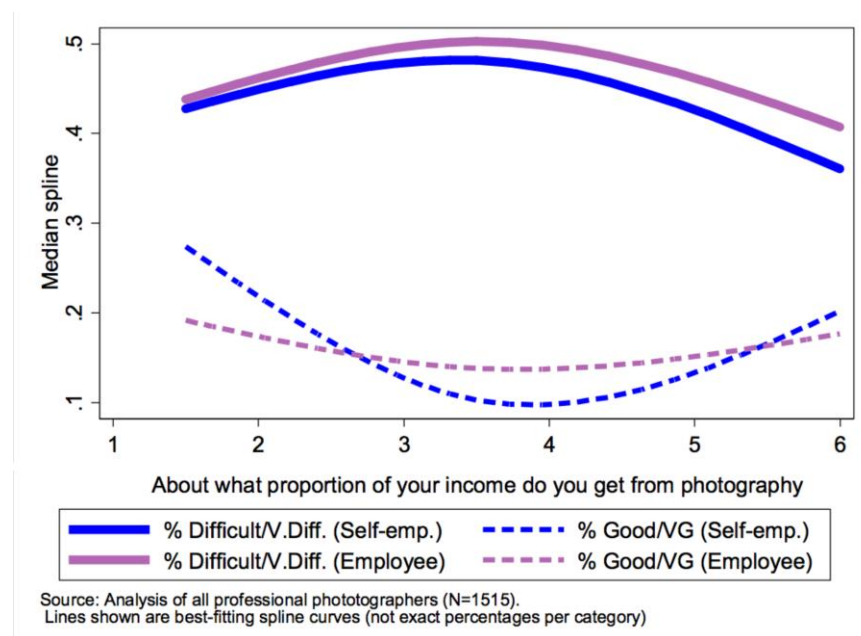 .5
.4
.3
.2
.1
Median spline
1 2 3 4 5 6
About what proportion of your income do you get from photography
% Difficult/V.Diff. (Self-emp.) % Good/VG (Self-emp.)
% Difficult/V.Diff. (Employee) % Good/VG (Employee)
Source: Analysis of all professional phototographers (N=1515).
Lines shown are best-fitting spline curves (not exact percentages per category)